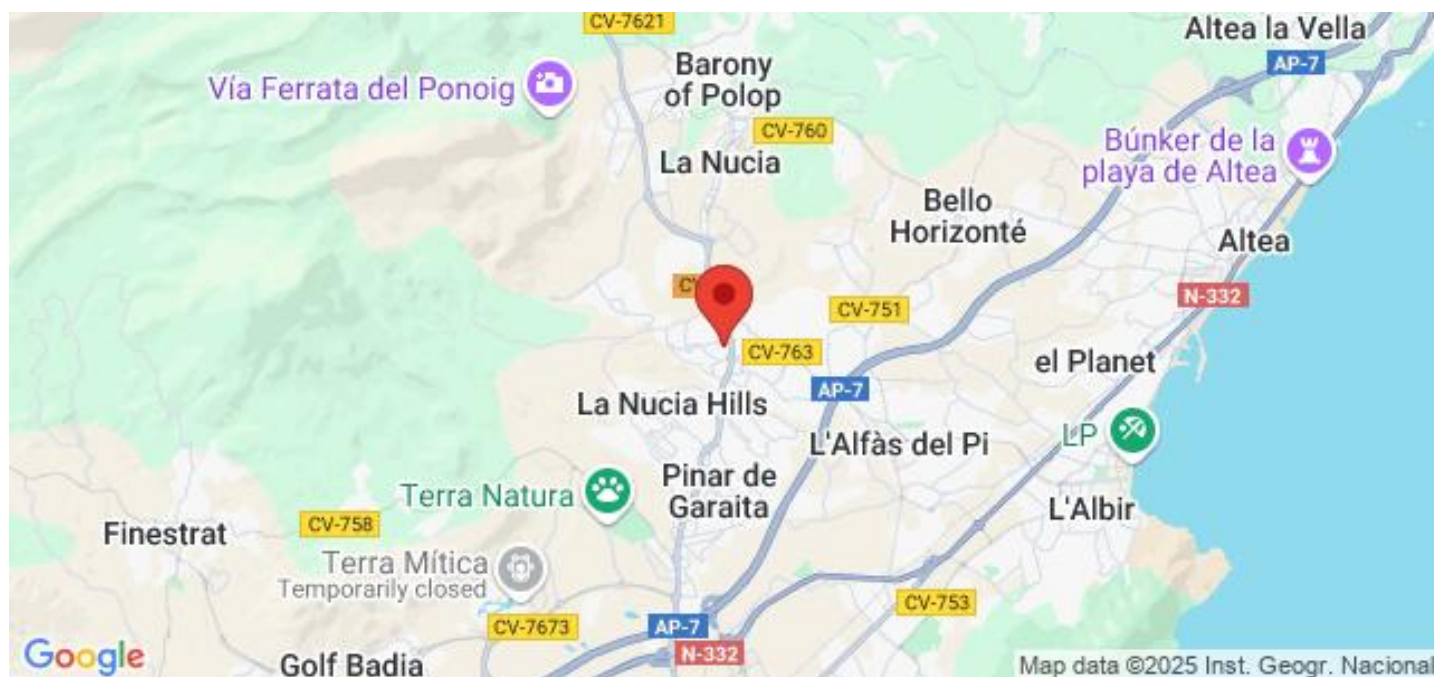 CV-7621
Altea la Vella
AP-7
Barony
of Polop
Vía Ferrata del Ponoig
CV-760
Búnker de la
playa de Altea
La Nucia
Bello
Horizonté
Altea
N-332
CV-751
CV-763
el Planet
AP-7
La Nucia Hills
L'Alfàs del Pi
LP
Pinar de
Garaita
Terra Natura
L'Albir
Finestrat
CV-758
Terra Mítica
Temporarily closed
CV-753
CV-7673
AP-7
N-332
Google
Golf Badia
Map data ©2025 Inst. Geogr. Nacional